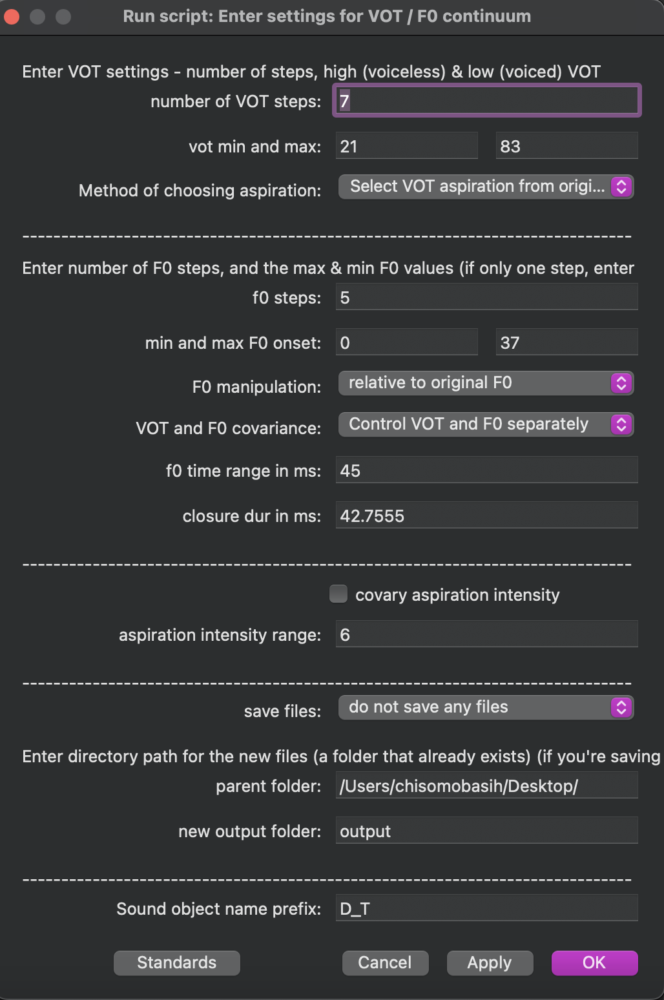 Run script: Enter settings for VOT / F0 continuum
Enter VOT settings - number of steps, high (voiceless) & low (voiced) VOT
number of VOT steps: 7
vot min and max: 21 83
Method of choosing aspiration: Select VOT aspiration from origi...
--------------------------------------------------------------------------------
Enter number of F0 steps, and the max & min F0 values (if only one step, enter
f0 steps: 5
min and max F0 onset: 0 37
F0 manipulation: relative to original F0
VOT and F0 covariance: Control VOT and F0 separately
f0 time range in ms: 45
closure dur in ms: 42.7555
--------------------------------------------------------------------------------
covary aspiration intensity
aspiration intensity range: 6
--------------------------------------------------------------------------------
save files: do not save any files
Enter directory path for the new files (a folder that already exists) (if you're saving
parent folder: /Users/chisomobasih/Desktop/
new output folder: output
--------------------------------------------------------------------------------
Sound object name prefix: D_T
Standards Cancel Apply OK